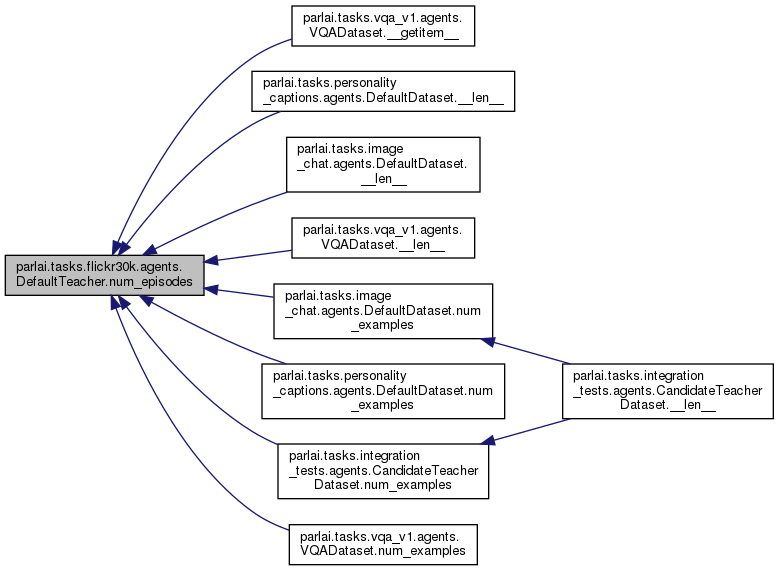 parlai.tasks.vqa_v1.agents.
VQADataset.__getitem__
parlai.tasks.personality
_captions.agents.DefaultDataset.__len__
parlai.tasks.image
_chat.agents.DefaultDataset.
__len__
parlai.tasks.vqa_v1.agents.
VQADataset.__len__
parlai.tasks.flickr30k.agents.
DefaultTeacher.num_episodes
parlai.tasks.image
_chat.agents.DefaultDataset.num
_examples
parlai.tasks.personality
_captions.agents.DefaultDataset.num
_examples
parlai.tasks.integration
_tests.agents.CandidateTeacher
Dataset.__len__
parlai.tasks.integration
_tests.agents.CandidateTeacher
Dataset.num_examples
parlai.tasks.vqa_v1.agents.
VQADataset.num_examples